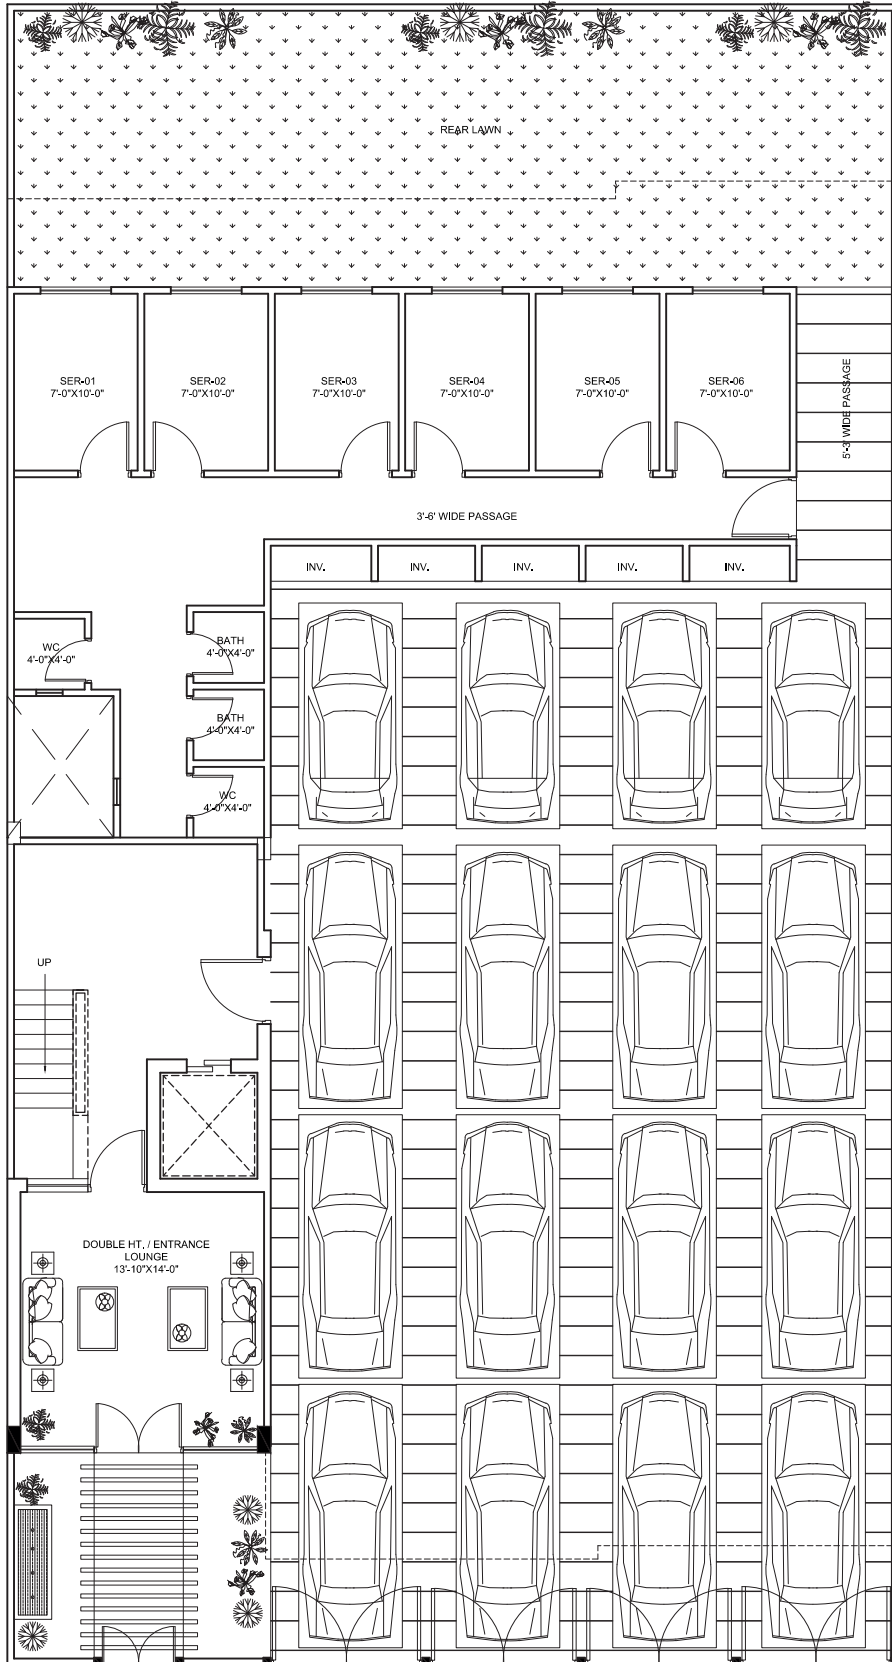 REAR LAWN
SER-01
7'-0"X10'-0"
SER-02
7'-0"X10'-0"
SER-03
7'-0"X10'-0"
SER-04
7'-0"X10'-0"
SER-05
7'-0"X10'-0"
SER-06
7'-0"X10'-0"
5'-3' WIDE PASSAGE
3'-6' WIDE PASSAGE
INV.
INV.
INV.
INV.
INV.
WC
4'-0"X4'-0"
BATH
4'-0"X4'-0"
BATH
4'-0"X4'-0"
WC
4'-0"X4'-0"
UP
DOUBLE HT. / ENTRANCE
LOUNGE
13'-10"X14'-0"